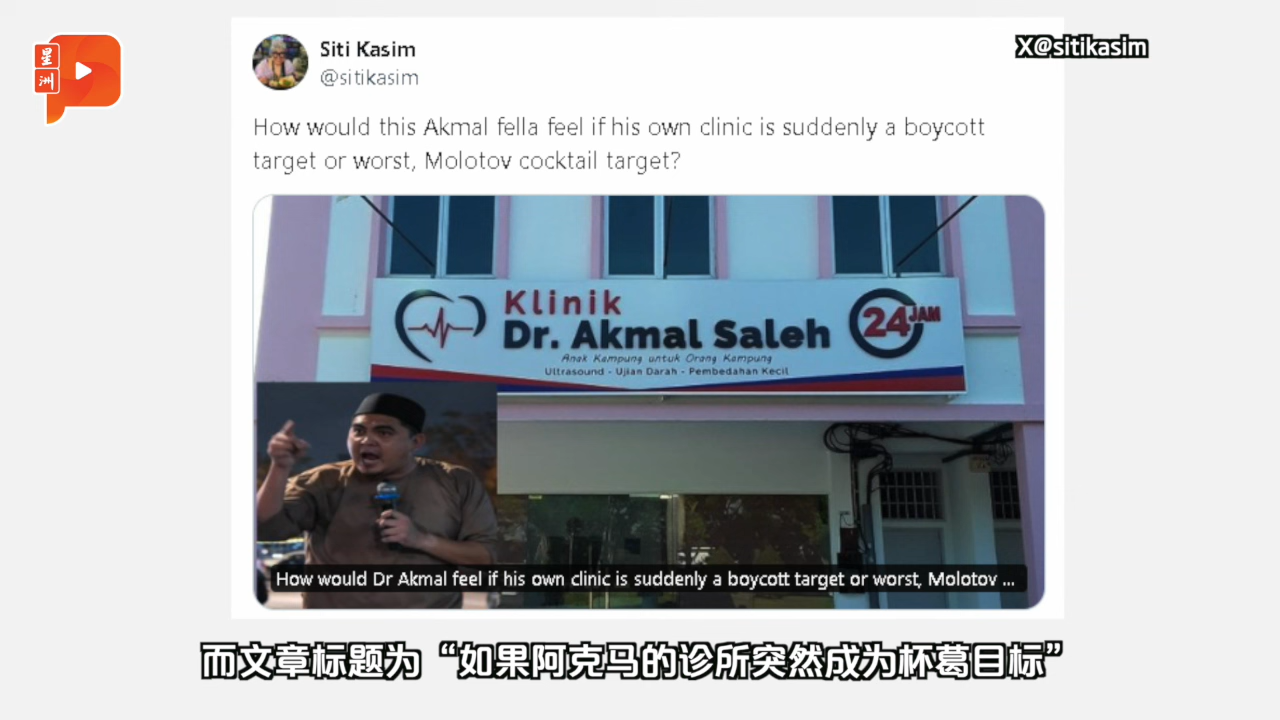 星洲
X@sitikasim
Siti Kasim
@sitikasim
How would this Akmal fella feel if his own clinic is suddenly a boycott
target or worst, Molotov cocktail target?
Klinik
Dr. Akmal Saleh
24 JAM
Anak Kampung untuk Orang Kampung
Ultrasound - Ujian Darah - Pembedahan Kecil
How would Dr Akmal feel if his own clinic is suddenly a boycott target or worst, Molotov ...
而文章标题为“如果阿克马的诊所突然成为杯葛目标”